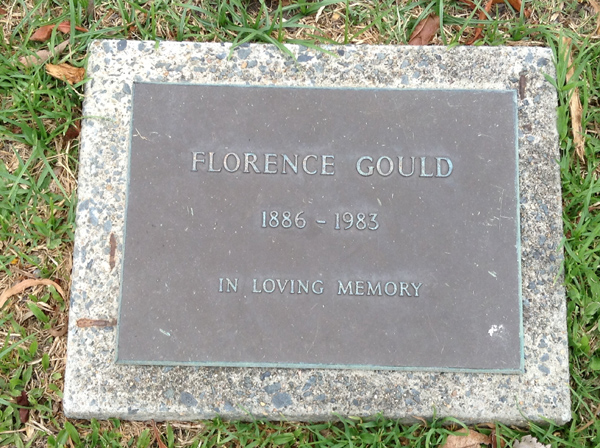 FLORENCE GOULD
1886 - 1983
IN LOVING MEMORY